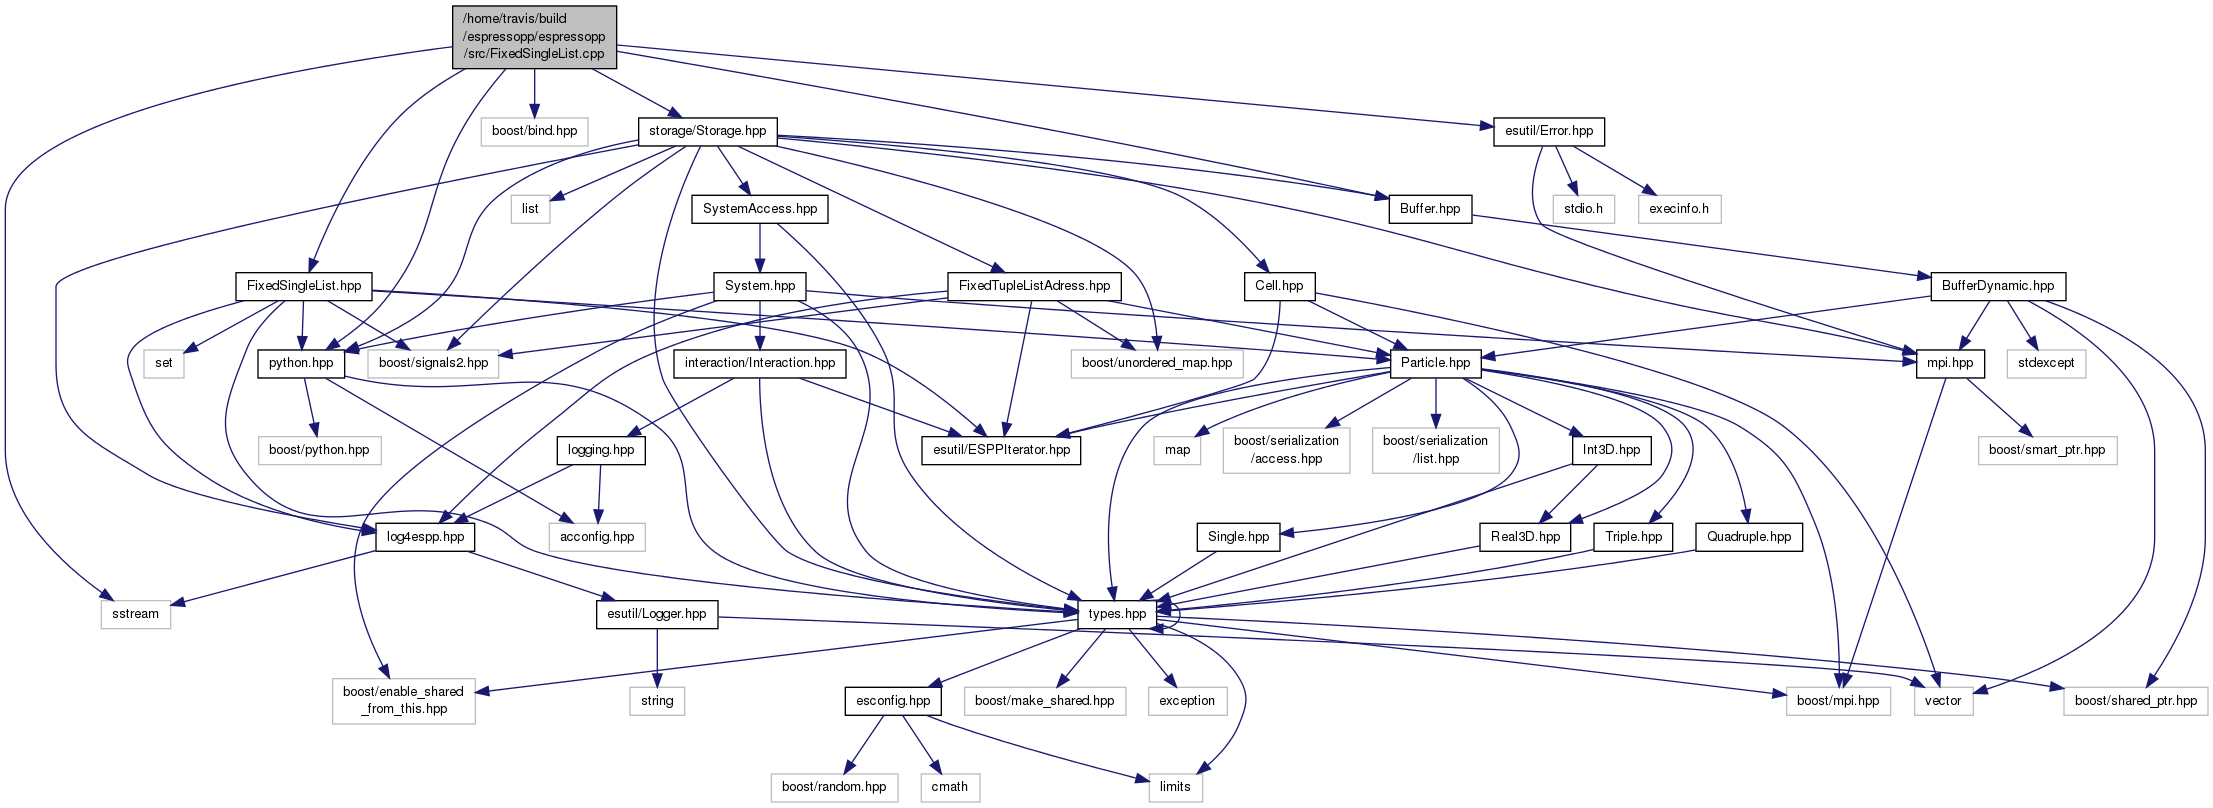 /home/travis/build
/espressopp/espressopp
/src/FixedSingleList.cpp
boost/bind.hpp
storage/Storage.hpp
esutil/Error.hpp
list
SystemAccess.hpp
Buffer.hpp
stdio.h
execinfo.h
FixedSingleList.hpp
System.hpp
FixedTupleListAdress.hpp
Cell.hpp
BufferDynamic.hpp
set
python.hpp
boost/signals2.hpp
interaction/Interaction.hpp
boost/unordered_map.hpp
Particle.hpp
mpi.hpp
stdexcept
boost/python.hpp
logging.hpp
esutil/ESPPIterator.hpp
map
boost/serialization
/access.hpp
boost/serialization
/list.hpp
Int3D.hpp
boost/smart_ptr.hpp
log4espp.hpp
acconfig.hpp
Single.hpp
Real3D.hpp
Triple.hpp
Quadruple.hpp
sstream
esutil/Logger.hpp
types.hpp
boost/enable_shared
_from_this.hpp
string
esconfig.hpp
boost/make_shared.hpp
exception
boost/mpi.hpp
vector
boost/shared_ptr.hpp
boost/random.hpp
cmath
limits